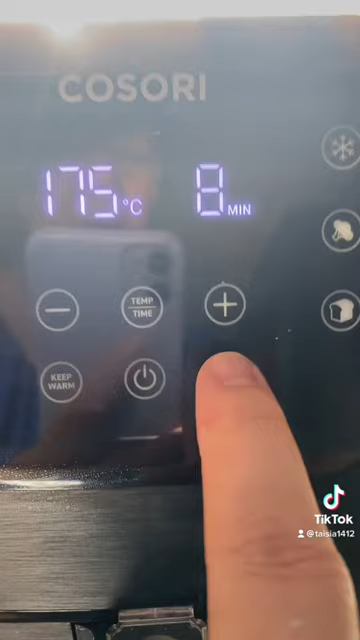 COSORI
175 °C 8 MIN
TEMP
TIME
KEEP
WARM
TikTok
@taisia1412